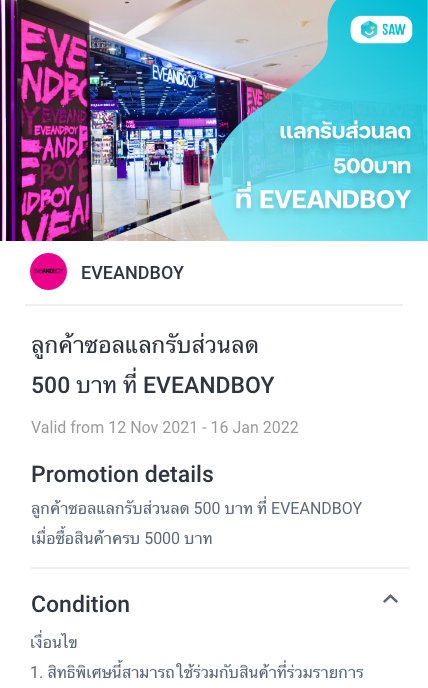 SAW
EVE
NDBO
EVEANDBOY
EVEANDBOY
แลกรับส่วนลด
500บาท
ที่ EVEANDBOY
EVEANDBOY
EVEANDBOY
ลูกค้าซอลแลกรับส่วนลด
500 บาท ที่ EVEANDBOY
Valid from 12 Nov 2021 - 16 Jan 2022
Promotion details
ลูกค้าซอลแลกรับส่วนลด 500 บาท ที่ EVEANDBOY
เมื่อซื้อสินค้าครบ 5000 บาท
Condition
เงื่อนไข
1. สิทธิพิเศษนี้สามารถใช้ร่วมกับสินค้าที่ร่วมรายการ